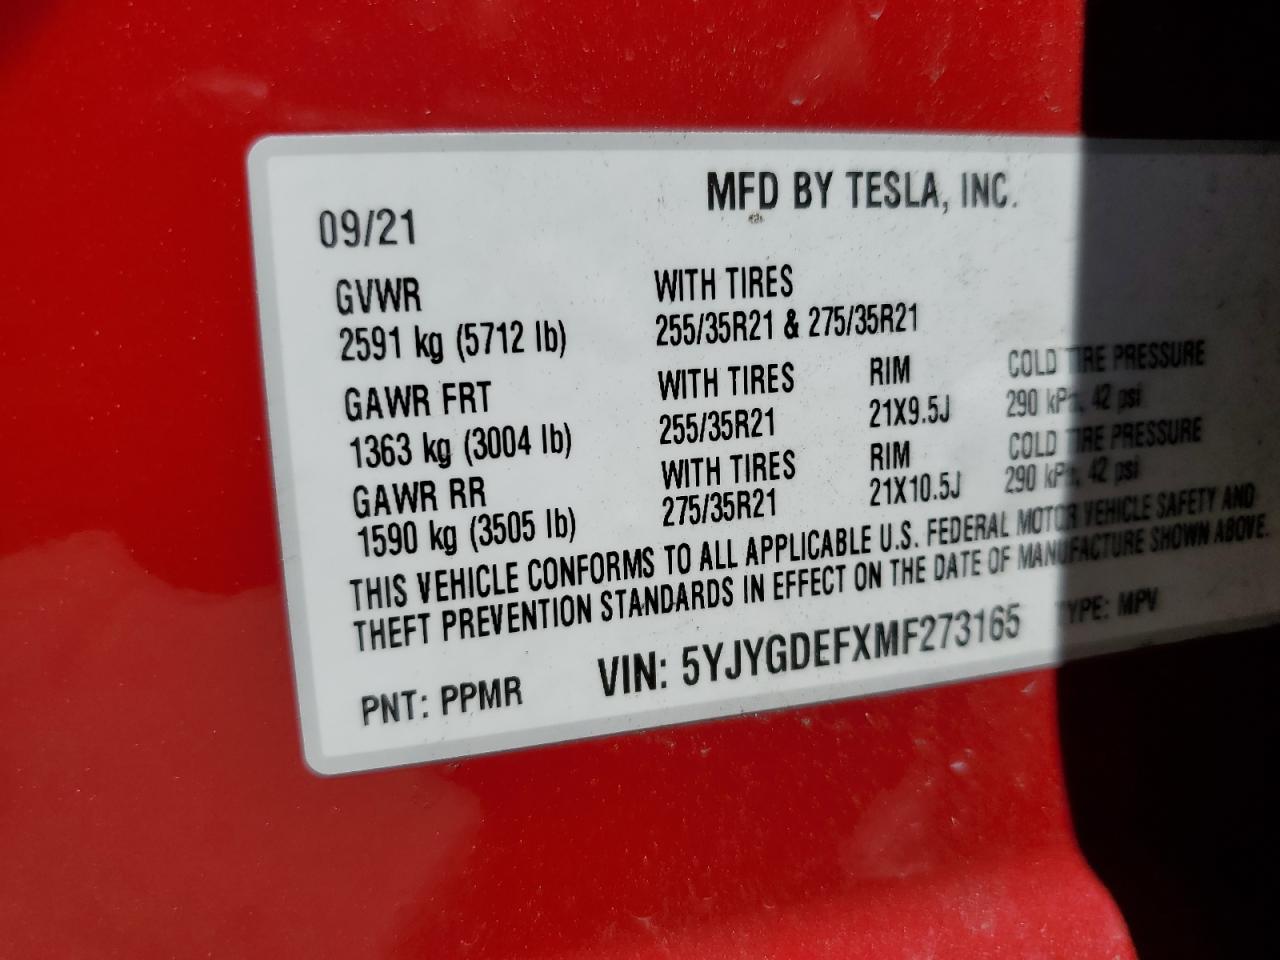 MFD BY TESLA, INC.
09/21
GVWR
2591 kg (5712 lb)
WITH TIRES
255/35R21 & 275/35R21
GAWR FRT
1363 kg (3004 lb)
WITH TIRES
255/35R21
RIM
21X9.5J
COLD TIRE PRESSURE
290 kPa, 42 psi
GAWR RR
1590 kg (3505 lb)
WITH TIRES
275/35R21
RIM
21X10.5J
COLD TIRE PRESSURE
290 kPa, 42 psi
THIS VEHICLE CONFORMS TO ALL APPLICABLE U.S. FEDERAL MOTOR VEHICLE SAFETY AND
THEFT PREVENTION STANDARDS IN EFFECT ON THE DATE OF MANUFACTURE SHOWN ABOVE.
PNT: PPMR
VIN: 5YJYGDEFXMF273165
TYPE: MPV